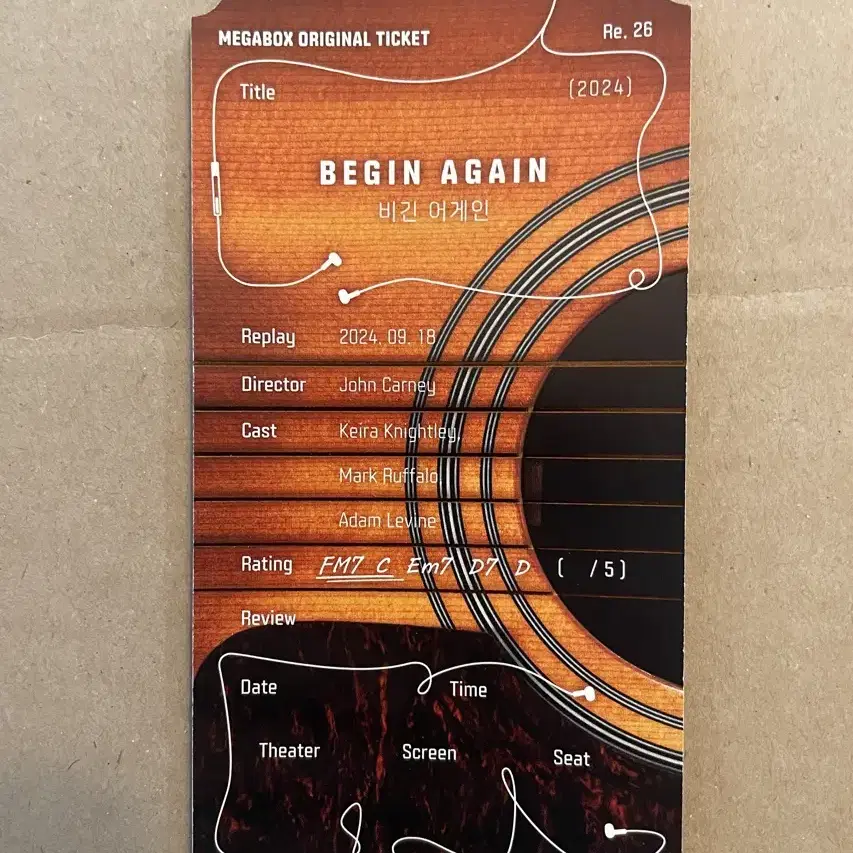 MEGABOX ORIGINAL TICKET Re. 26
Title (2024)
BEGIN AGAIN
비긴 어게인
Replay 2024. 09. 18
Director John Carney
Cast Keira Knightley,
Mark Ruffalo,
Adam Levine
Rating FM7 C Em7 D7 D ( /5)
Review
Date Time
Theater Screen Seat